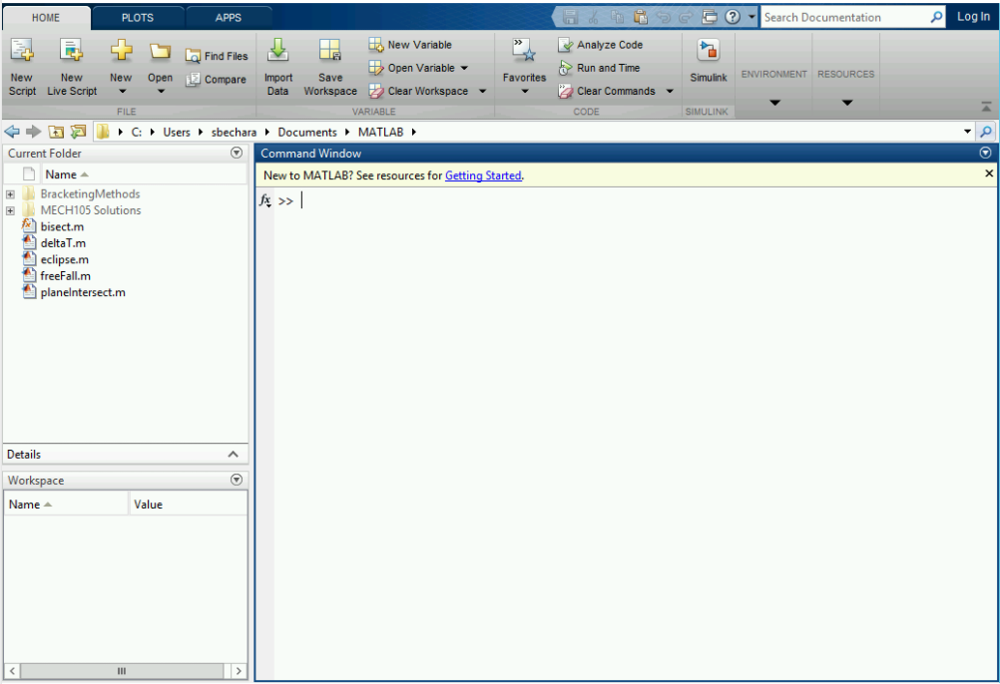 HOME PLOTS APPS Search Documentation Log In
New Script
New Live Script
New
Open
Find Files
Compare
FILE
Import Data
Save Workspace
New Variable
Open Variable
Clear Workspace
VARIABLE
Favorites
Analyze Code
Run and Time
Clear Commands
CODE
Simulink
SIMULINK
ENVIRONMENT
RESOURCES
C: Users sbechara Documents MATLAB
Current Folder
Name
BracketingMethods
MECH105 Solutions
bisect.m
deltaT.m
eclipse.m
freeFall.m
planeIntersect.m
Details
Workspace
Name Value
Command Window
New to MATLAB? See resources for Getting Started.
fx >>